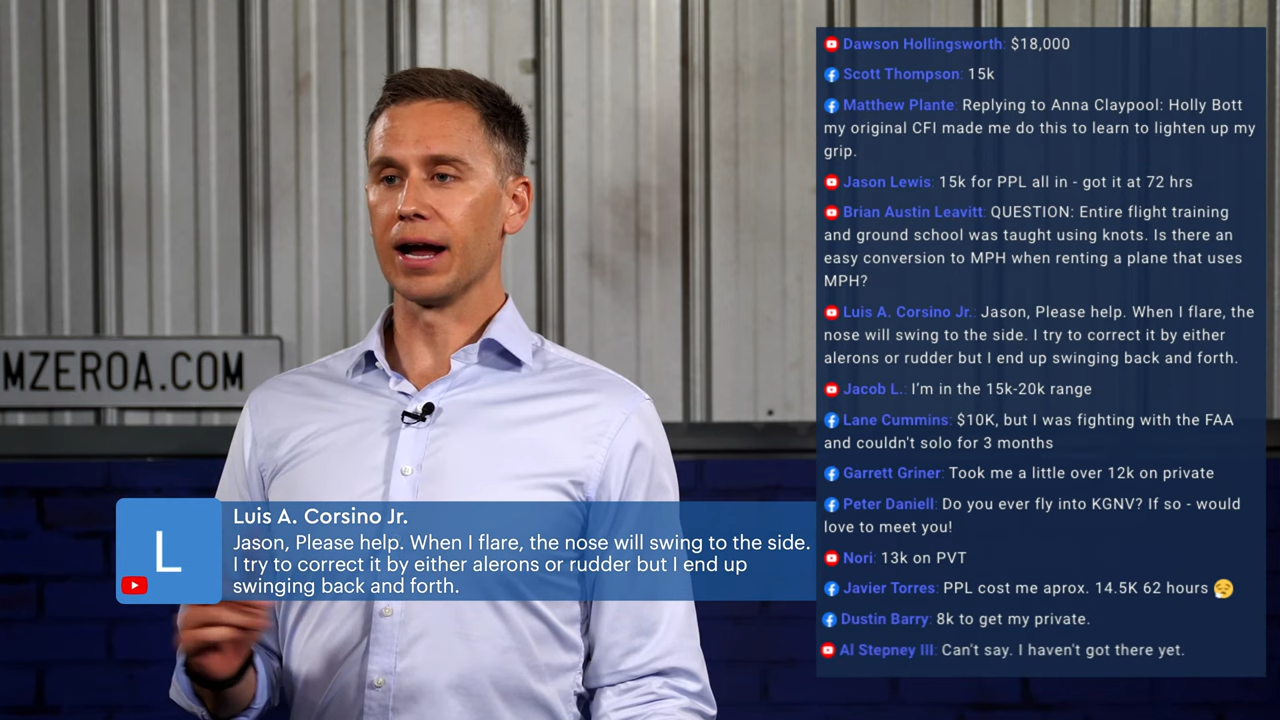 Dawson Hollingsworth: $18,000
Scott Thompson: 15k
Matthew Plante: Replying to Anna Claypool: Holly Bott
my original CFI made me do this to learn to lighten up my
grip.
Jason Lewis: 15k for PPL all in - got it at 72 hrs
Brian Austin Leavitt: QUESTION: Entire flight training
and ground school was taught using knots. Is there an
easy conversion to MPH when renting a plane that uses
MPH?
Luis A. Corsino Jr.: Jason, Please help. When I flare, the
nose will swing to the side. I try to correct it by either
alerons or rudder but I end up swinging back and forth.
Jacob L.: I'm in the 15k-20k range
Lane Cummins: $10K, but I was fighting with the FAA
and couldn't solo for 3 months
Garrett Griner: Took me a little over 12k on private
Peter Daniell: Do you ever fly into KGNV? If so - would
love to meet you!
Nori: 13k on PVT
Javier Torres: PPL cost me aprox. 14.5K 62 hours 😥
Dustin Barry: 8k to get my private.
Al Stepney III: Can't say. I haven't got there yet.
MZEROA.COM
L
Luis A. Corsino Jr.
Jason, Please help. When I flare, the nose will swing to the side.
I try to correct it by either alerons or rudder but I end up
swinging back and forth.